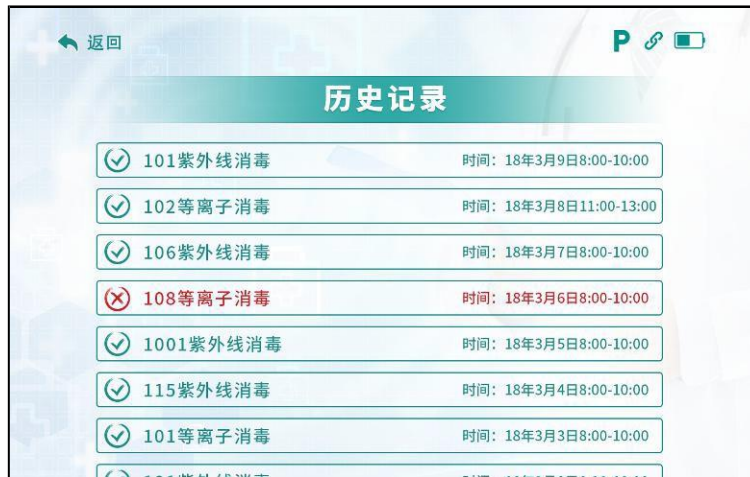 返回
P
历史记录
101紫外线消毒 时间：18年3月9日8:00-10:00
102等离子消毒 时间：18年3月8日11:00-13:00
106紫外线消毒 时间：18年3月7日8:00-10:00
108等离子消毒 时间：18年3月6日8:00-10:00
1001紫外线消毒 时间：18年3月5日8:00-10:00
115紫外线消毒 时间：18年3月4日8:00-10:00
101等离子消毒 时间：18年3月3日8:00-10:00